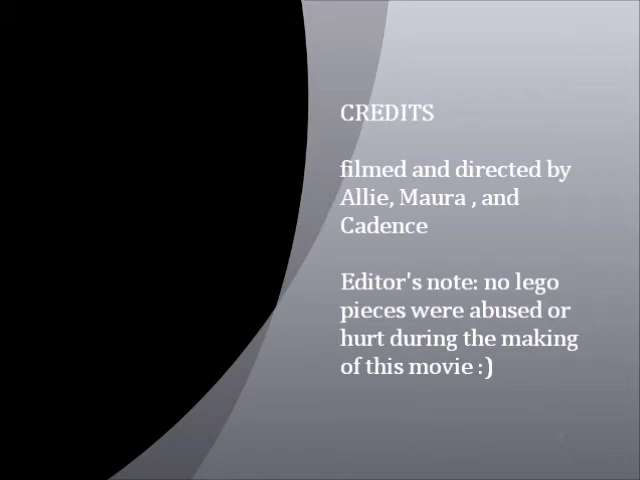 CREDITS
filmed and directed by
Allie, Maura , and
Cadence
Editor's note: no lego
pieces were abused or
hurt during the making
of this movie :)